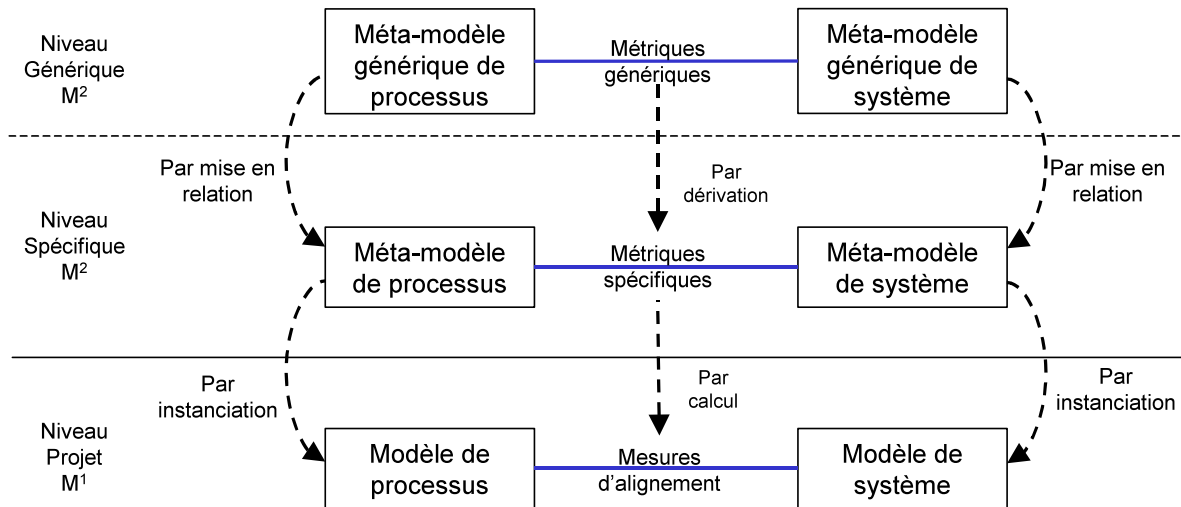 Niveau
Générique
M²
Méta-modèle
générique de
processus
Métriques
génériques
Méta-modèle
générique de
système
Par mise en
relation
Par
dérivation
Par mise en
relation
Niveau
Spécifique
M²
Méta-modèle
de processus
Métriques
spécifiques
Méta-modèle
de système
Par
instanciation
Par
calcul
Par
instanciation
Niveau
Projet
M¹
Modèle de
processus
Mesures
d’alignement
Modèle de
système